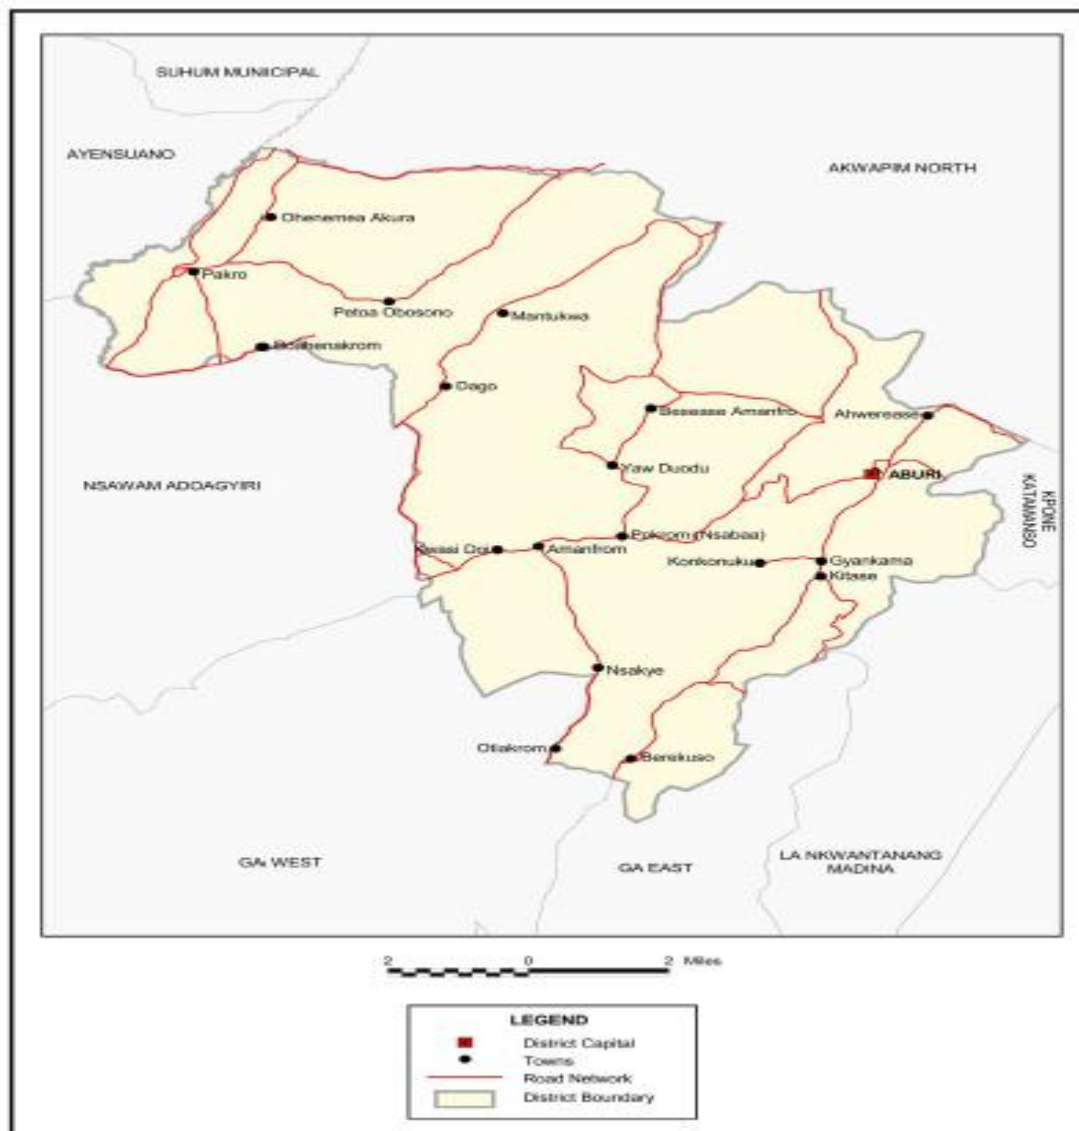 SUHUM MUNIICIPAL
AYENSUANO
AKWAPIM NORTH
Ohenemea Akura
Pakro
Petoa Obosono
Mantukwa
Dago
Besease Amanfro
Ahwerease
Yaw Duodu
ABURI
NSAWAM ADOAGYIRI
KPONE
KATAMANSO
Pokrom (Nsabaa)
Amanfrom
Konkonuku
Gyankama
Kitase
Nsakye
Otiakrom
Berekuso
GA WEST
GA EAST
LA NKWANTANANG
MADINA
2 0 2 Miles
LEGEND
District Capital
Towns
Road Network
District Boundary